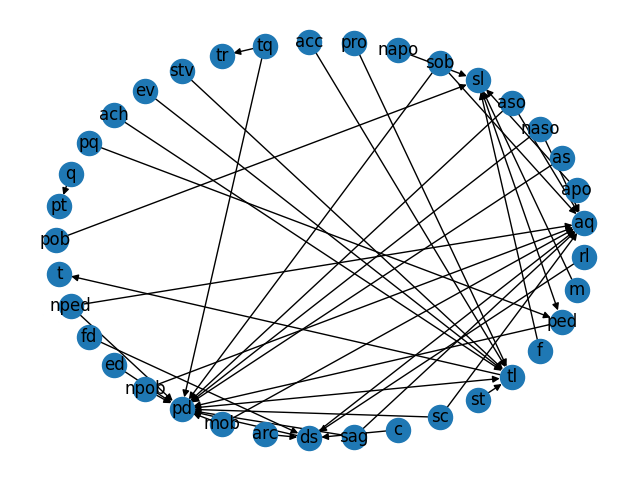 tq acc pro
tr napo
stv sob
ev sl
ach aso
pq naso
q as
pt apo
pob aq
t rl
nped m
fd ped
ed f
npob tl
pd st
mob sc
arc ds sag c